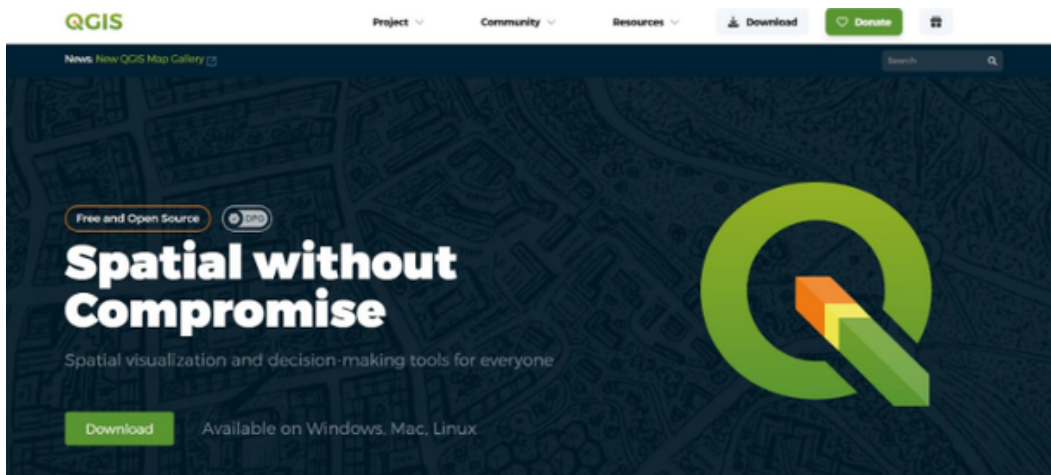 QGIS
Project
Community
Resources
Download
Donate
News: New QGIS Map Gallery
Search
Free and Open Source
DPG
Spatial without
Compromise
Spatial visualization and decision-making tools for everyone
Download
Available on Windows, Mac, Linux